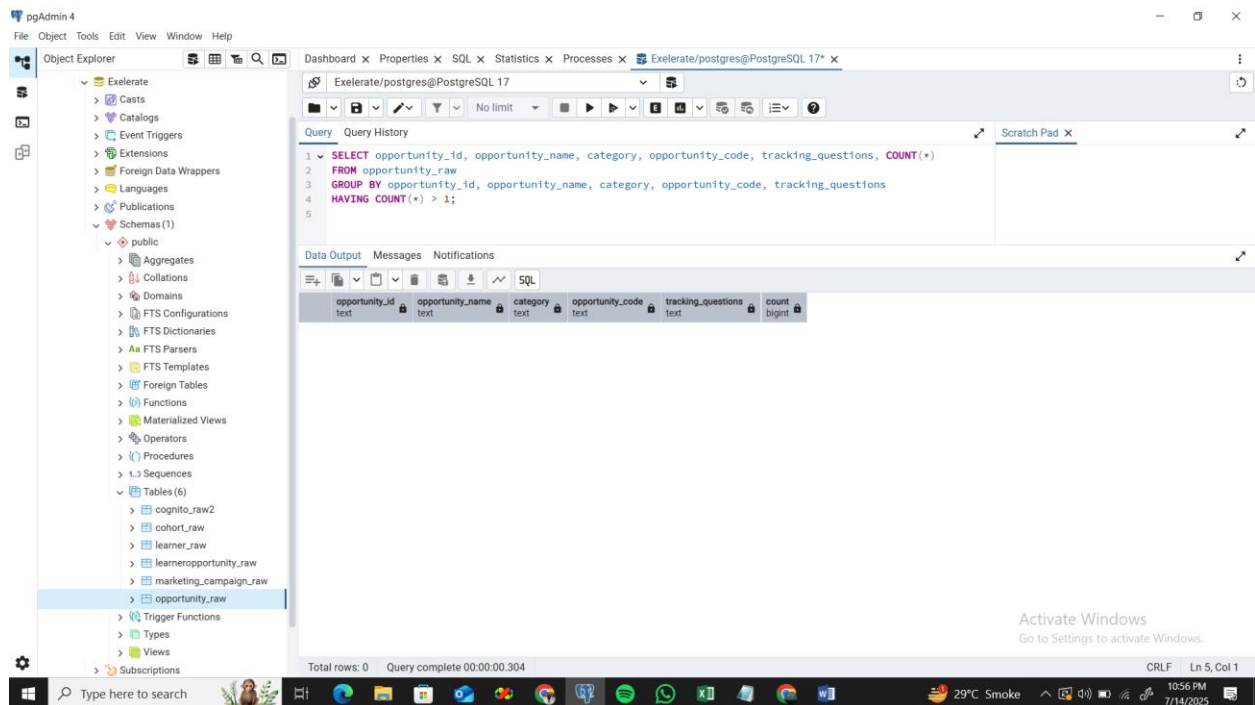 pgAdmin 4
File Object Tools Edit View Window Help
Object Explorer
Dashboard x Properties x SQL x Statistics x Processes x Exelerate/postgres@PostgreSQL 17* x
Exelerate
Casts
Catalogs
Event Triggers
Extensions
Foreign Data Wrappers
Languages
Publications
Schemas (1)
public
Aggregates
Collations
Domains
FTS Configurations
FTS Dictionaries
Aa FTS Parsers
FTS Templates
Foreign Tables
Functions
Materialized Views
Operators
Procedures
1..3 Sequences
Tables (6)
cognito_raw2
cohort_raw
learner_raw
learneropportunity_raw
marketing_campaign_raw
opportunity_raw
Trigger Functions
Types
Views
Subscriptions
Exelerate/postgres@PostgreSQL 17
No limit
E
Query Query History
Scratch Pad x
1 SELECT opportunity_id, opportunity_name, category, opportunity_code, tracking_questions, COUNT(*)
2 FROM opportunity_raw
3 GROUP BY opportunity_id, opportunity_name, category, opportunity_code, tracking_questions
4 HAVING COUNT(*) > 1;
5
Data Output Messages Notifications
SQL
opportunity_id opportunity_name category opportunity_code tracking_questions count
text text text text text bigint
Activate Windows
Go to Settings to activate Windows.
Total rows: 0 Query complete 00:00:00.304 CRLF Ln 5, Col 1
Type here to search
29°C Smoke
10:56 PM
7/14/2025